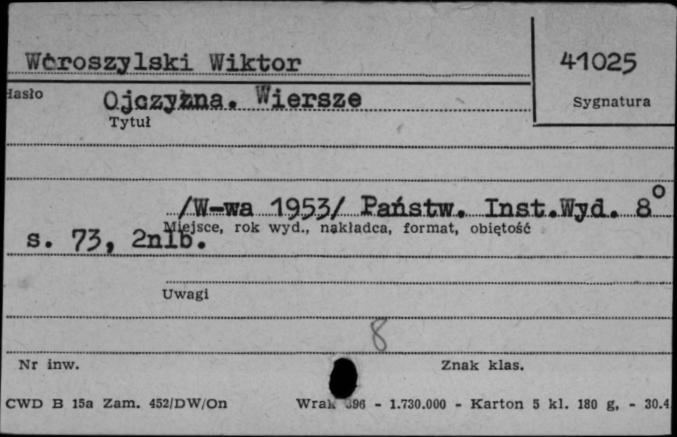 Woroszylski Wiktor
41025
Hasło
Ojczyzna. Wiersze
Sygnatura
Tytuł
/W-wa 1953/ Państw. Inst.Wyd. 8°
Miejsce, rok wyd., nakładca, format, objętość
s. 73, 2nlb.
Uwagi
8
Nr inw.
Znak klas.
CWD B 15a Zam. 452/DW/On
396 - 1.730.000 - Karton 5 kl. 180 g. - 30.4